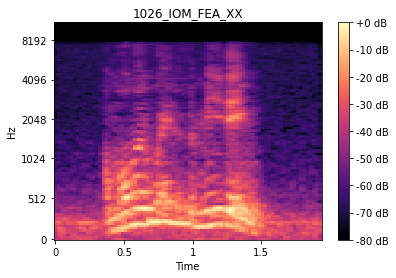 1026_IOM_FEA_XX
+0 dB
8192
-10 dB
4096
-20 dB
-30 dB
2048
Hz
-40 dB
1024
-50 dB
512
-60 dB
-70 dB
0
-80 dB
0 0.5 1 1.5
Time